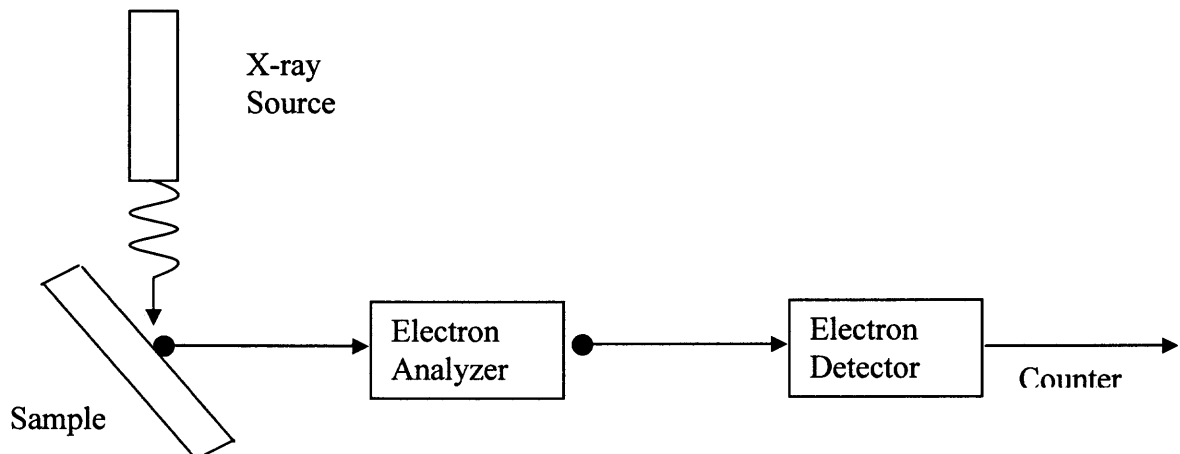 X-ray
Source
Electron
Analyzer
Electron
Detector
Counter
Sample